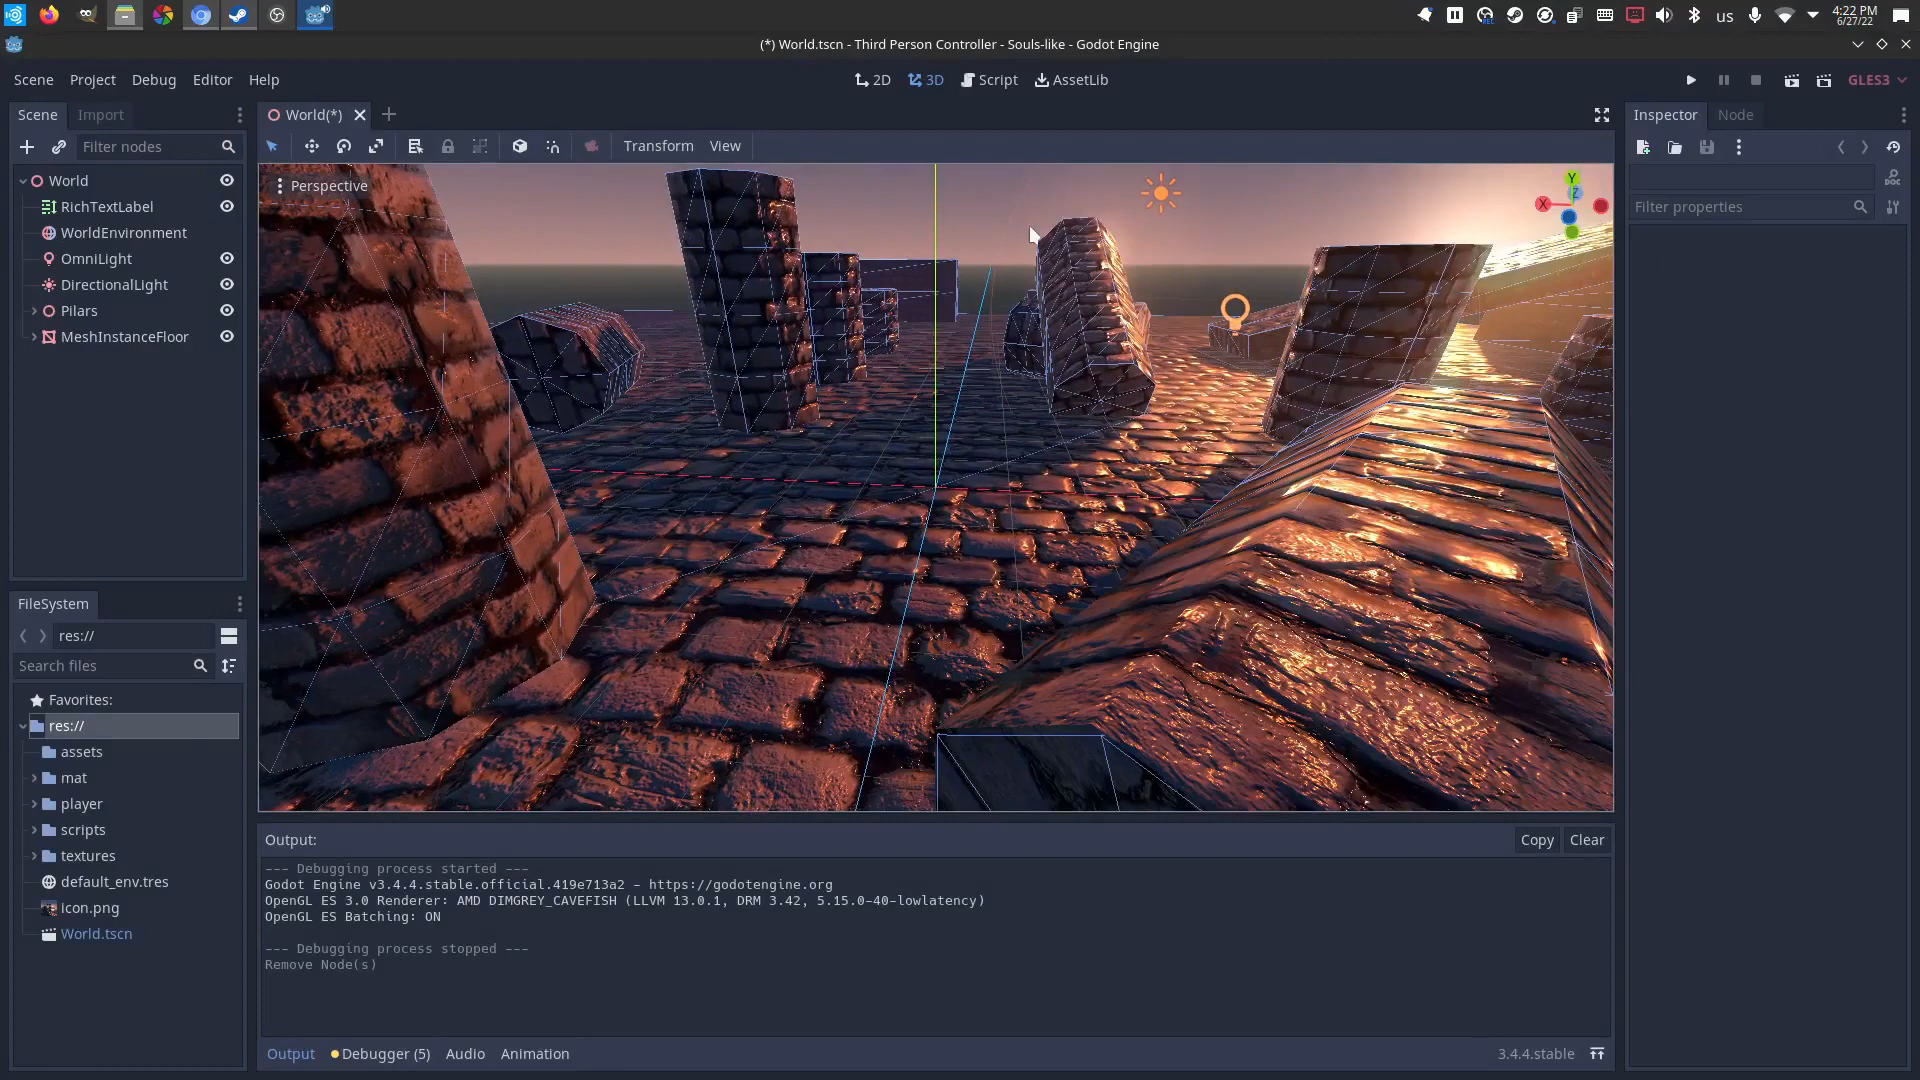 us
4:22 PM
6/27/22
(*) World.tscn - Third Person Controller - Souls-like - Godot Engine
Scene Project Debug Editor Help
2D 3D Script AssetLib
GLES3
Scene Import
World(*)
Inspector Node
Filter nodes
Transform View
World
RichTextLabel
WorldEnvironment
OmniLight
DirectionalLight
Pilars
MeshInstanceFloor
Perspective
Y
Z
X
DOC
Filter properties
FileSystem
res://
Search files
Favorites:
res://
assets
mat
player
scripts
textures
default_env.tres
icon.png
World.tscn
Output:
Copy Clear
--- Debugging process started ---
Godot Engine v3.4.4.stable.official.419e713a2 - https://godotengine.org
OpenGL ES 3.0 Renderer: AMD DIMGREY_CAVEFISH (LLVM 13.0.1, DRM 3.42, 5.15.0-40-lowlatency)
OpenGL ES Batching: ON
--- Debugging process stopped ---
Remove Node(s)
Output Debugger (5) Audio Animation
3.4.4.stable